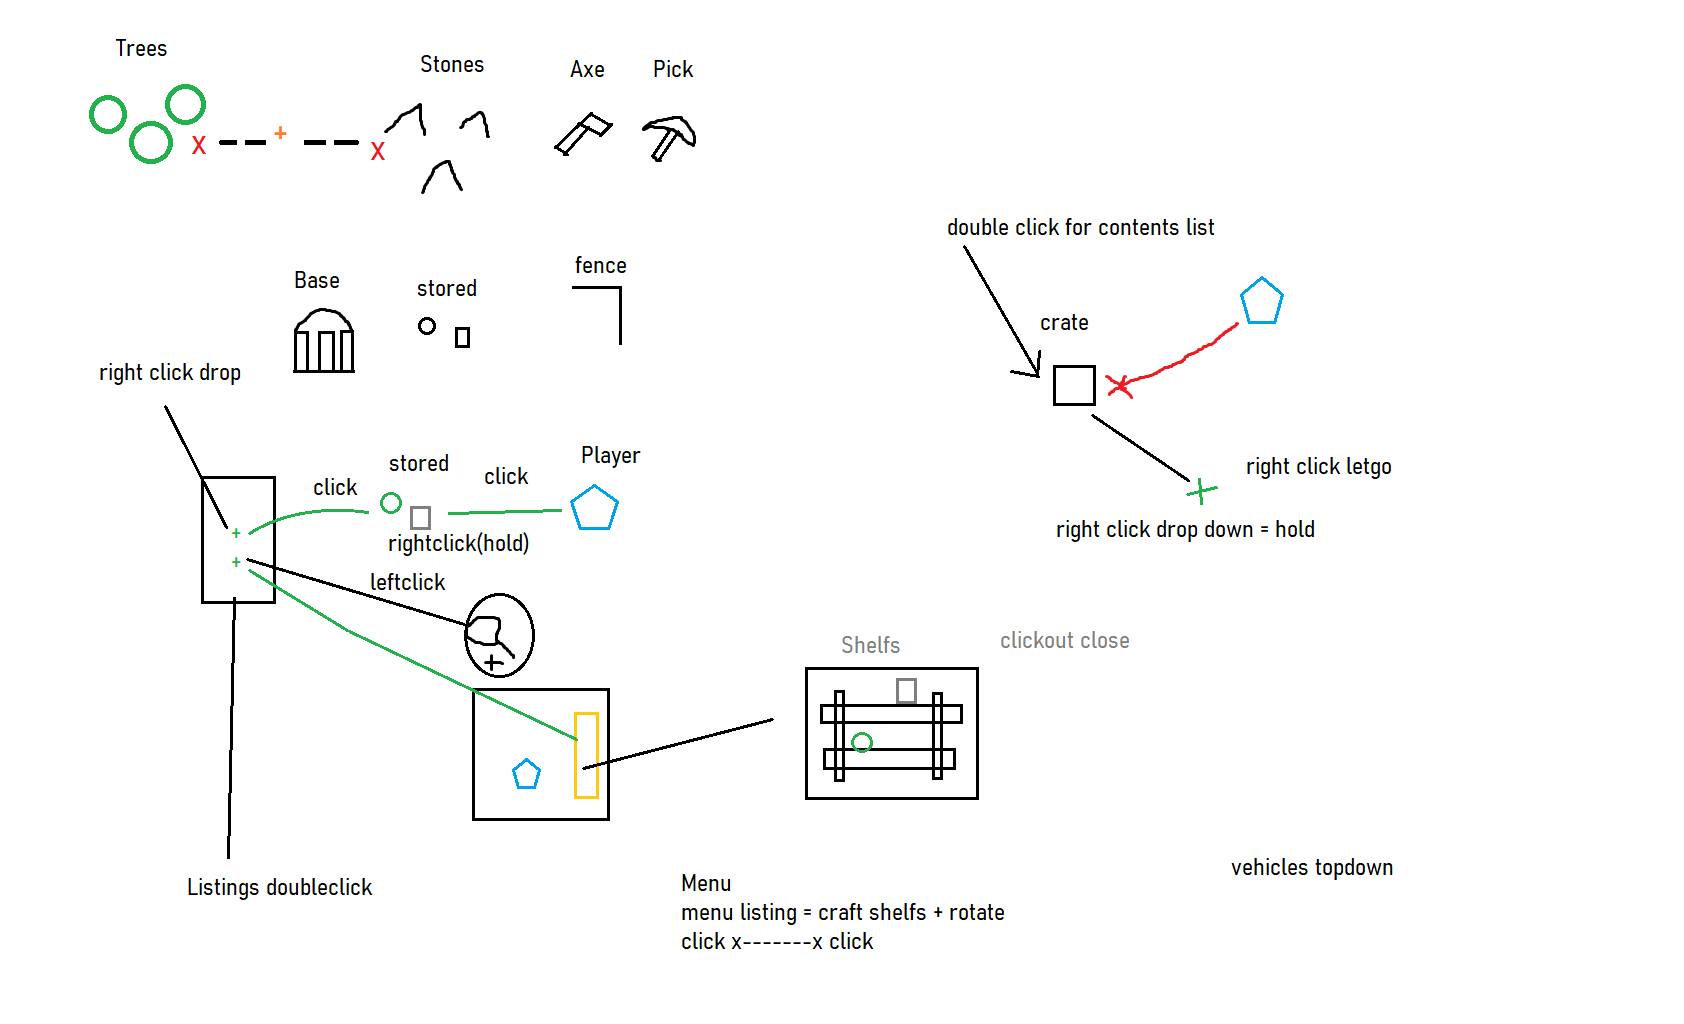 Trees
Stones
Axe
Pick
X
+
X
double click for contents list
Base
stored
fence
crate
right click drop
stored
click
Player
click
right click letgo
+
rightclick(hold)
right click drop down = hold
+
leftclick
Shelfs
clickout close
vehicles topdown
Listings doubleclick
Menu
menu listing = craft shelfs + rotate
click x-------x click